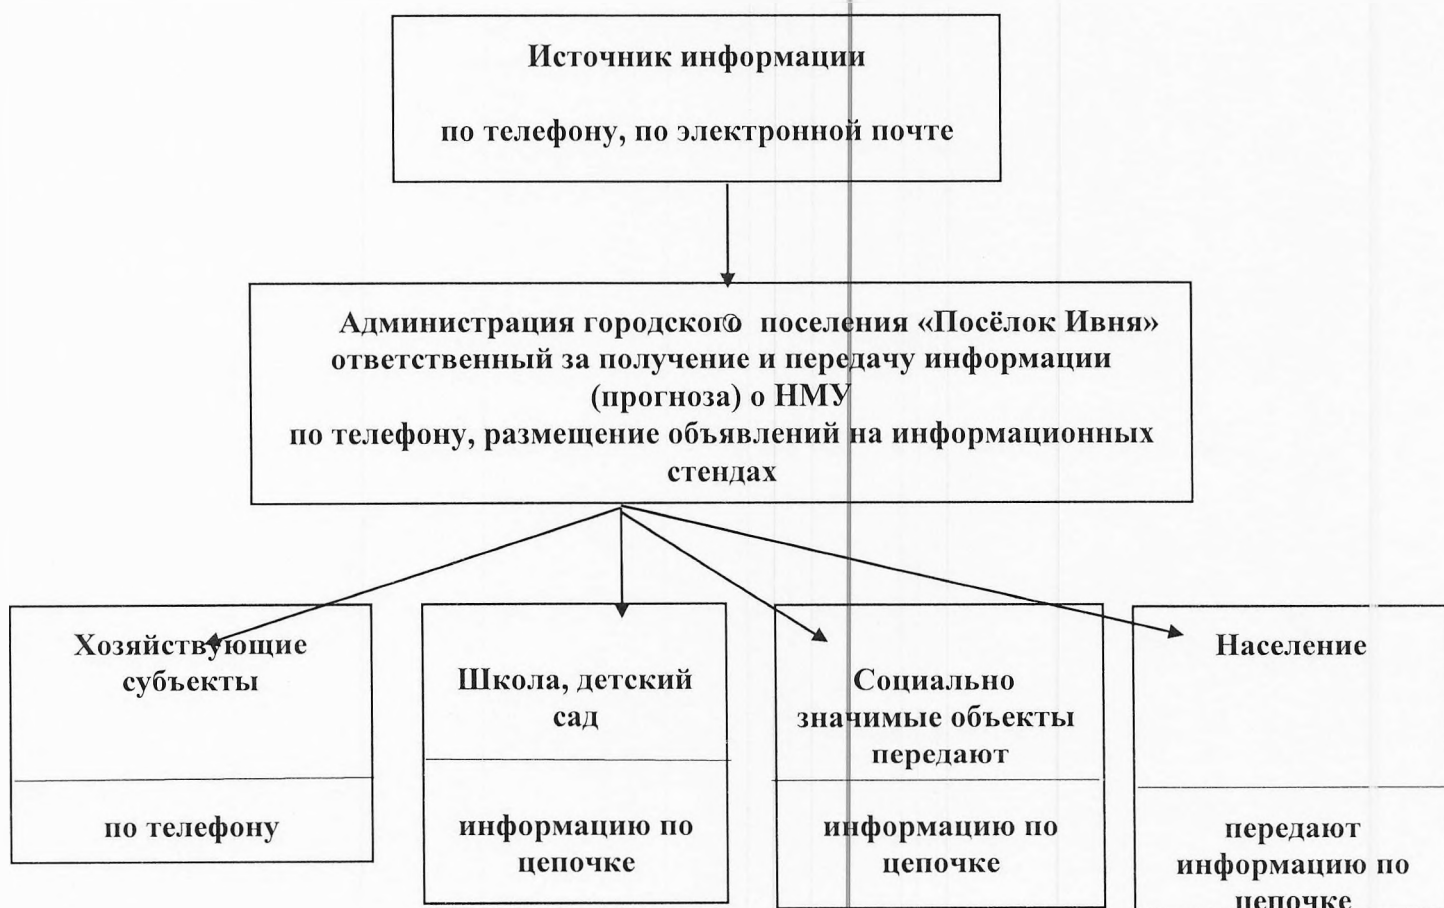 Источник информации
по телефону, по электронной почте
Администрация городского поселения «Посёлок Ивня»
ответственный за получение и передачу информации
(прогноза) о НМУ
по телефону, размещение объявлений на информационных
стендах
Хозяйствующие
субъекты
по телефону
Школа, детский
сад
информацию по
цепочке
Социально
значимые объекты
передают
информацию по
цепочке
Население
передают
информацию по
цепочке